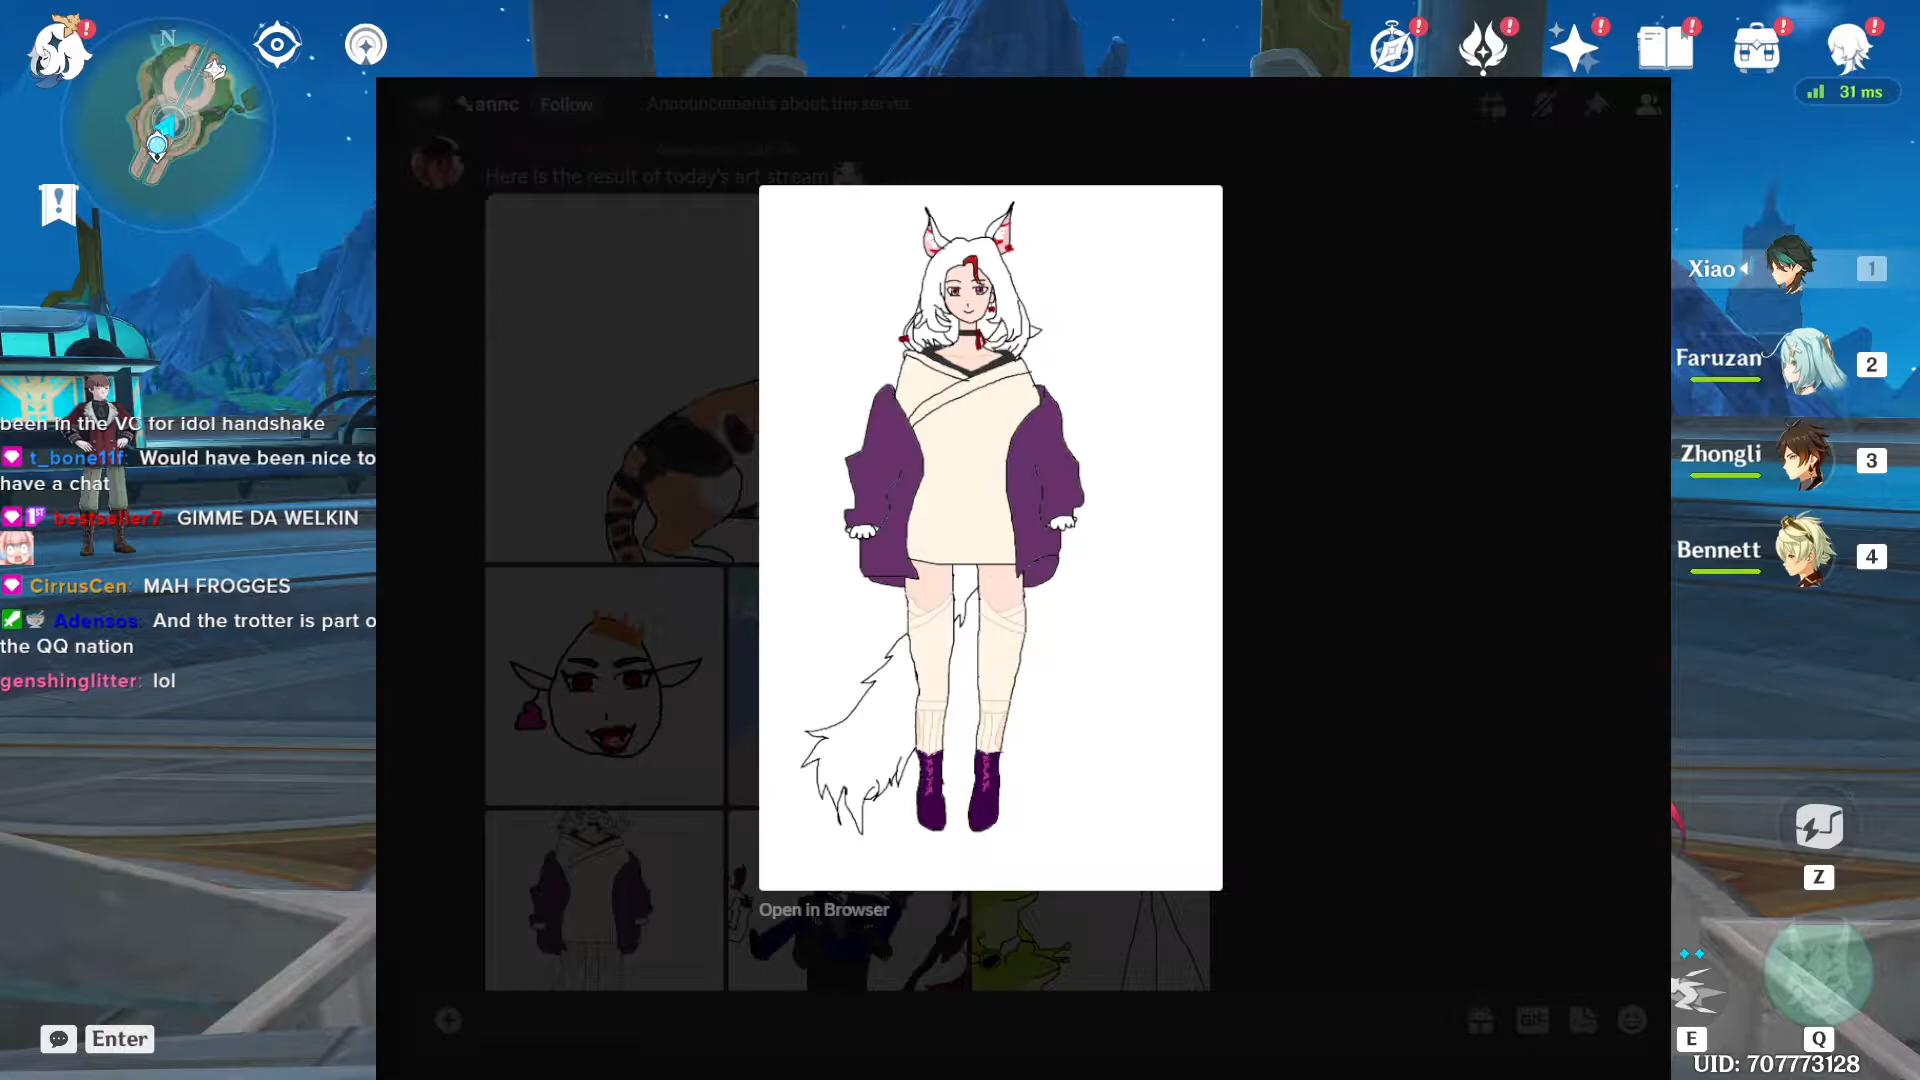 N
31 ms
annc
Follow
Announcements about the server
Here is the result of today's art stream
Xiao
1
Faruzan
2
Zhongli
3
Bennett
4
been in the VC for idol handshake
t_bone11f: Would have been nice to
have a chat
1ST
bestseller7: GIMME DA WELKIN
CirrusCen: MAH FROGGES
Adensos: And the trotter is part o
the QQ nation
genshinglitter: lol
Z
Open in Browser
GIF
Enter
E
Q
UID: 707773128